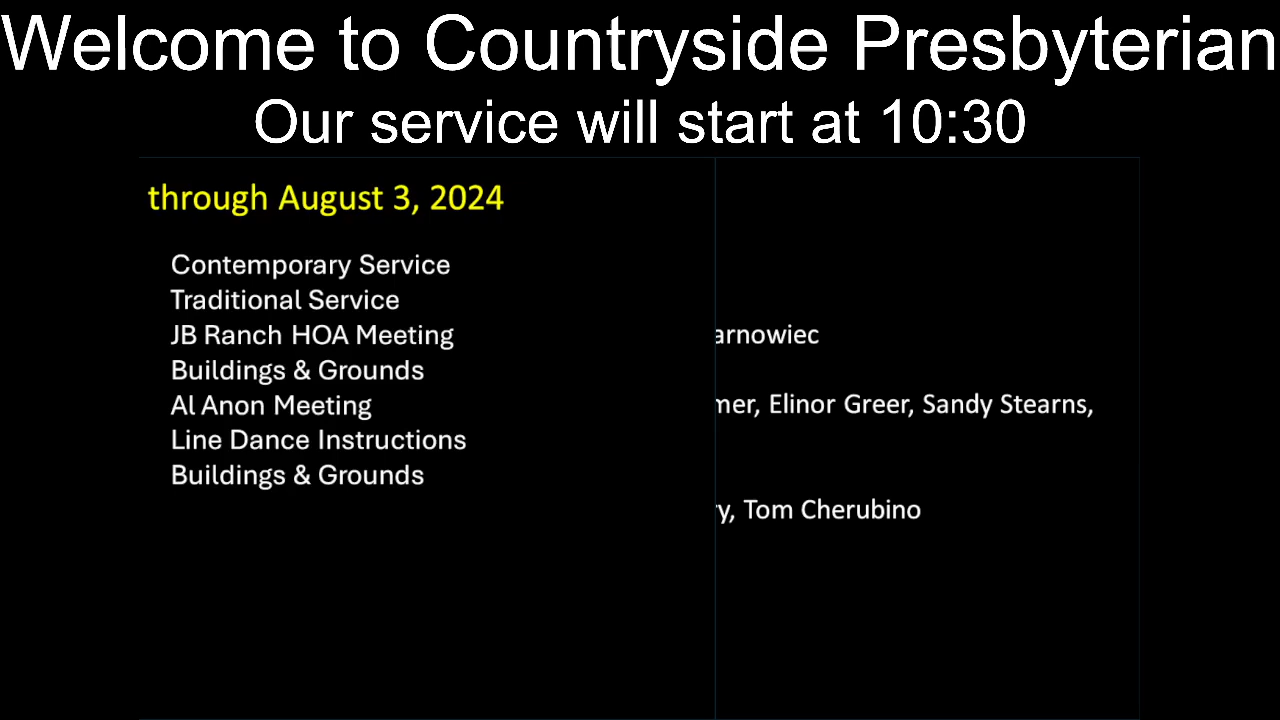 Welcome to Countryside Presbyterian
Our service will start at 10:30
through August 3, 2024
Contemporary Service
Traditional Service
JB Ranch HOA Meeting
Buildings & Grounds
Al Anon Meeting
Line Dance Instructions
Buildings & Grounds
arnowiec
mer, Elinor Greer, Sandy Stearns,
y, Tom Cherubino